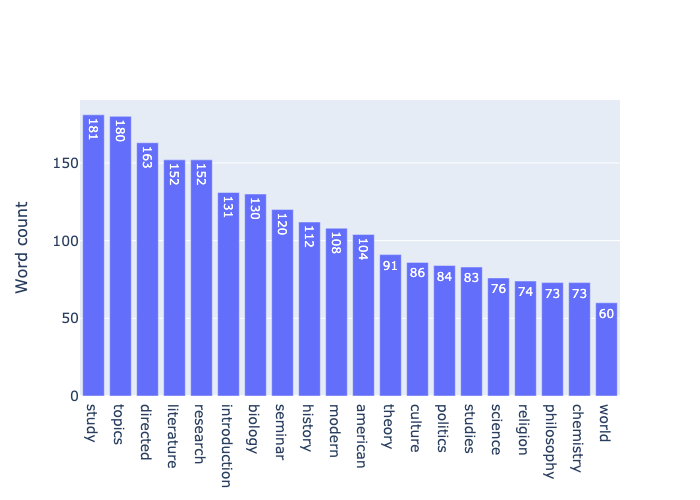 Word count
150
100
50
0
181
180
163
152
152
131
130
120
112
108
104
91
86
84
83
76
74
73
73
60
study
topics
directed
literature
research
introduction
biology
seminar
history
modern
american
theory
culture
politics
studies
science
religion
philosophy
chemistry
world